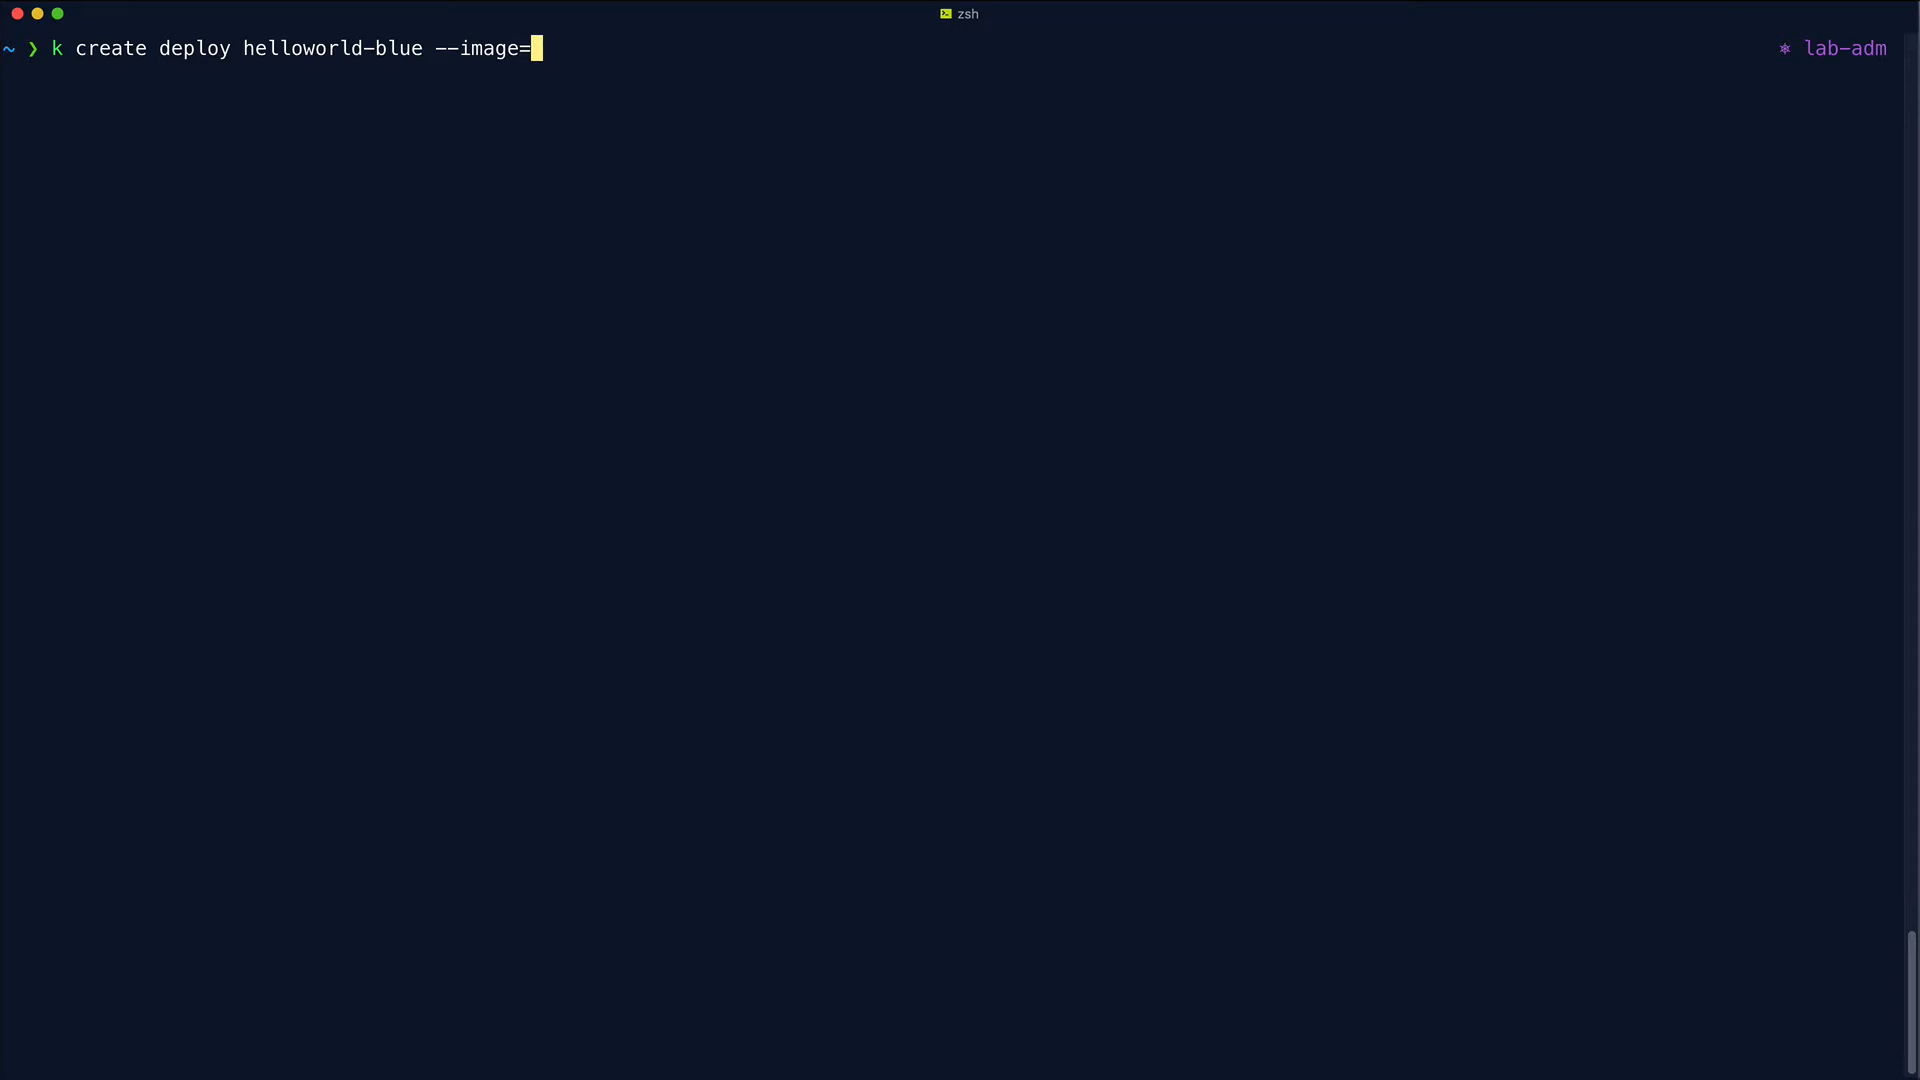 zsh
~ ❯ k create deploy helloworld-blue --image=
⎈ lab-adm